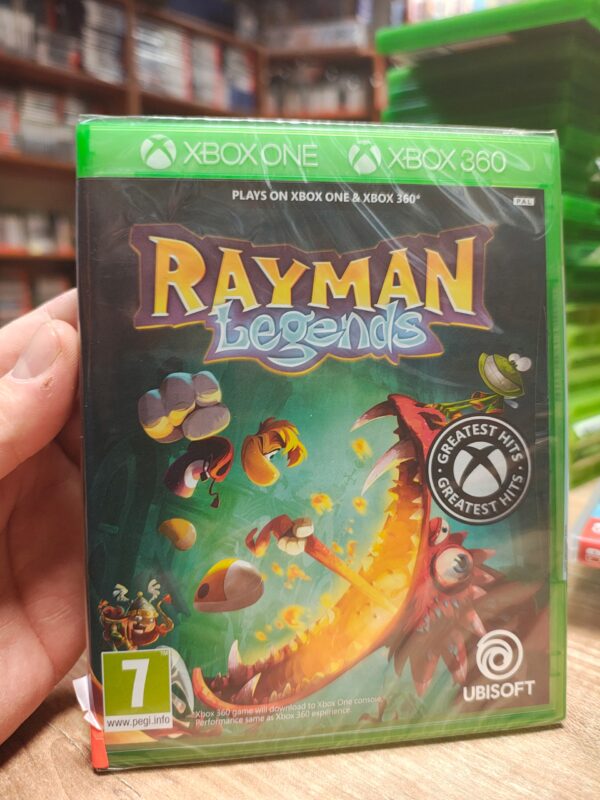 XBOX ONE XBOX 360
PLAYS ON XBOX ONE & XBOX 360*
PAL
RAYMAN
Legends
GREATEST HITS
GREATEST HITS
7
www.pegi.info
UBISOFT
*Xbox 360 game will download to Xbox One console.
Performance same as Xbox 360 experience.